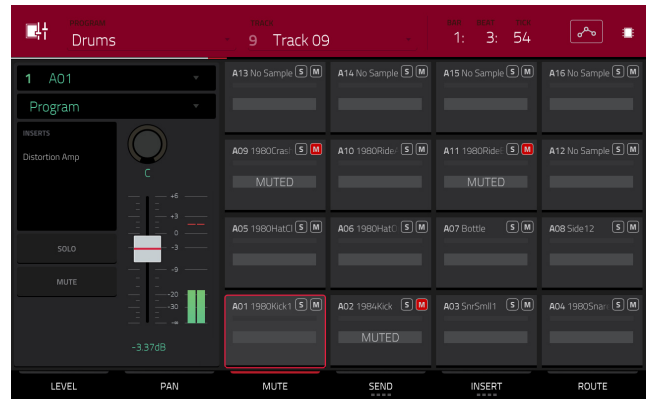 PROGRAM TRACK BAR: BEAT: TICK
Drums 9 Track 09 1: 3: 54
1 A01
Program
INSERTS
Distortion Amp
C
+6
+3
0
-3
-9
-20
-30
-∞
SOLO
MUTE
-3.37dB
A13 No Sample S M A14 No Sample S M A15 No Sample S M A16 No Sample S M
A09 1980Crash S M A10 1980Ride S M A11 1980Ride S M A12 No Sample S M
MUTED MUTED
A05 1980HatCl S M A06 1980HatO S M A07 Bottle S M A08 Side12 S M
A01 1980Kick1 S M A02 1984Kick S M A03 SnrSmll1 S M A04 1980Snar S M
MUTED
LEVEL PAN MUTE SEND INSERT ROUTE